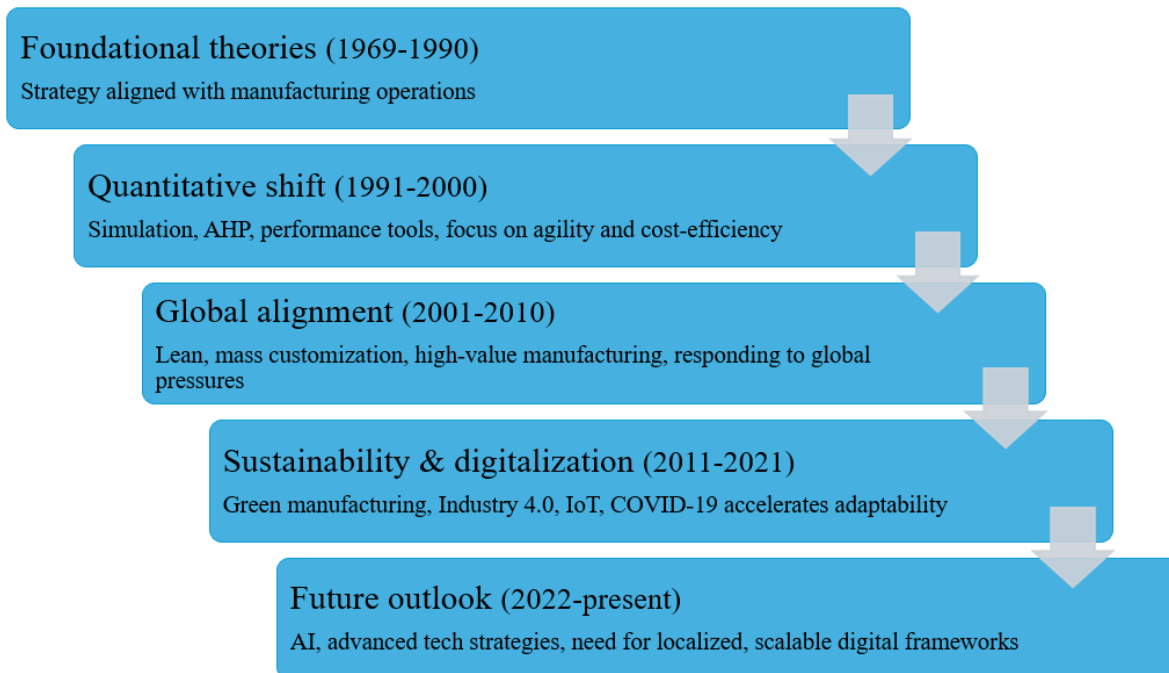 Foundational theories (1969-1990)
Strategy aligned with manufacturing operations
Quantitative shift (1991-2000)
Simulation, AHP, performance tools, focus on agility and cost-efficiency
Global alignment (2001-2010)
Lean, mass customization, high-value manufacturing, responding to global
pressures
Sustainability & digitalization (2011-2021)
Green manufacturing, Industry 4.0, IoT, COVID-19 accelerates adaptability
Future outlook (2022-present)
AI, advanced tech strategies, need for localized, scalable digital frameworks